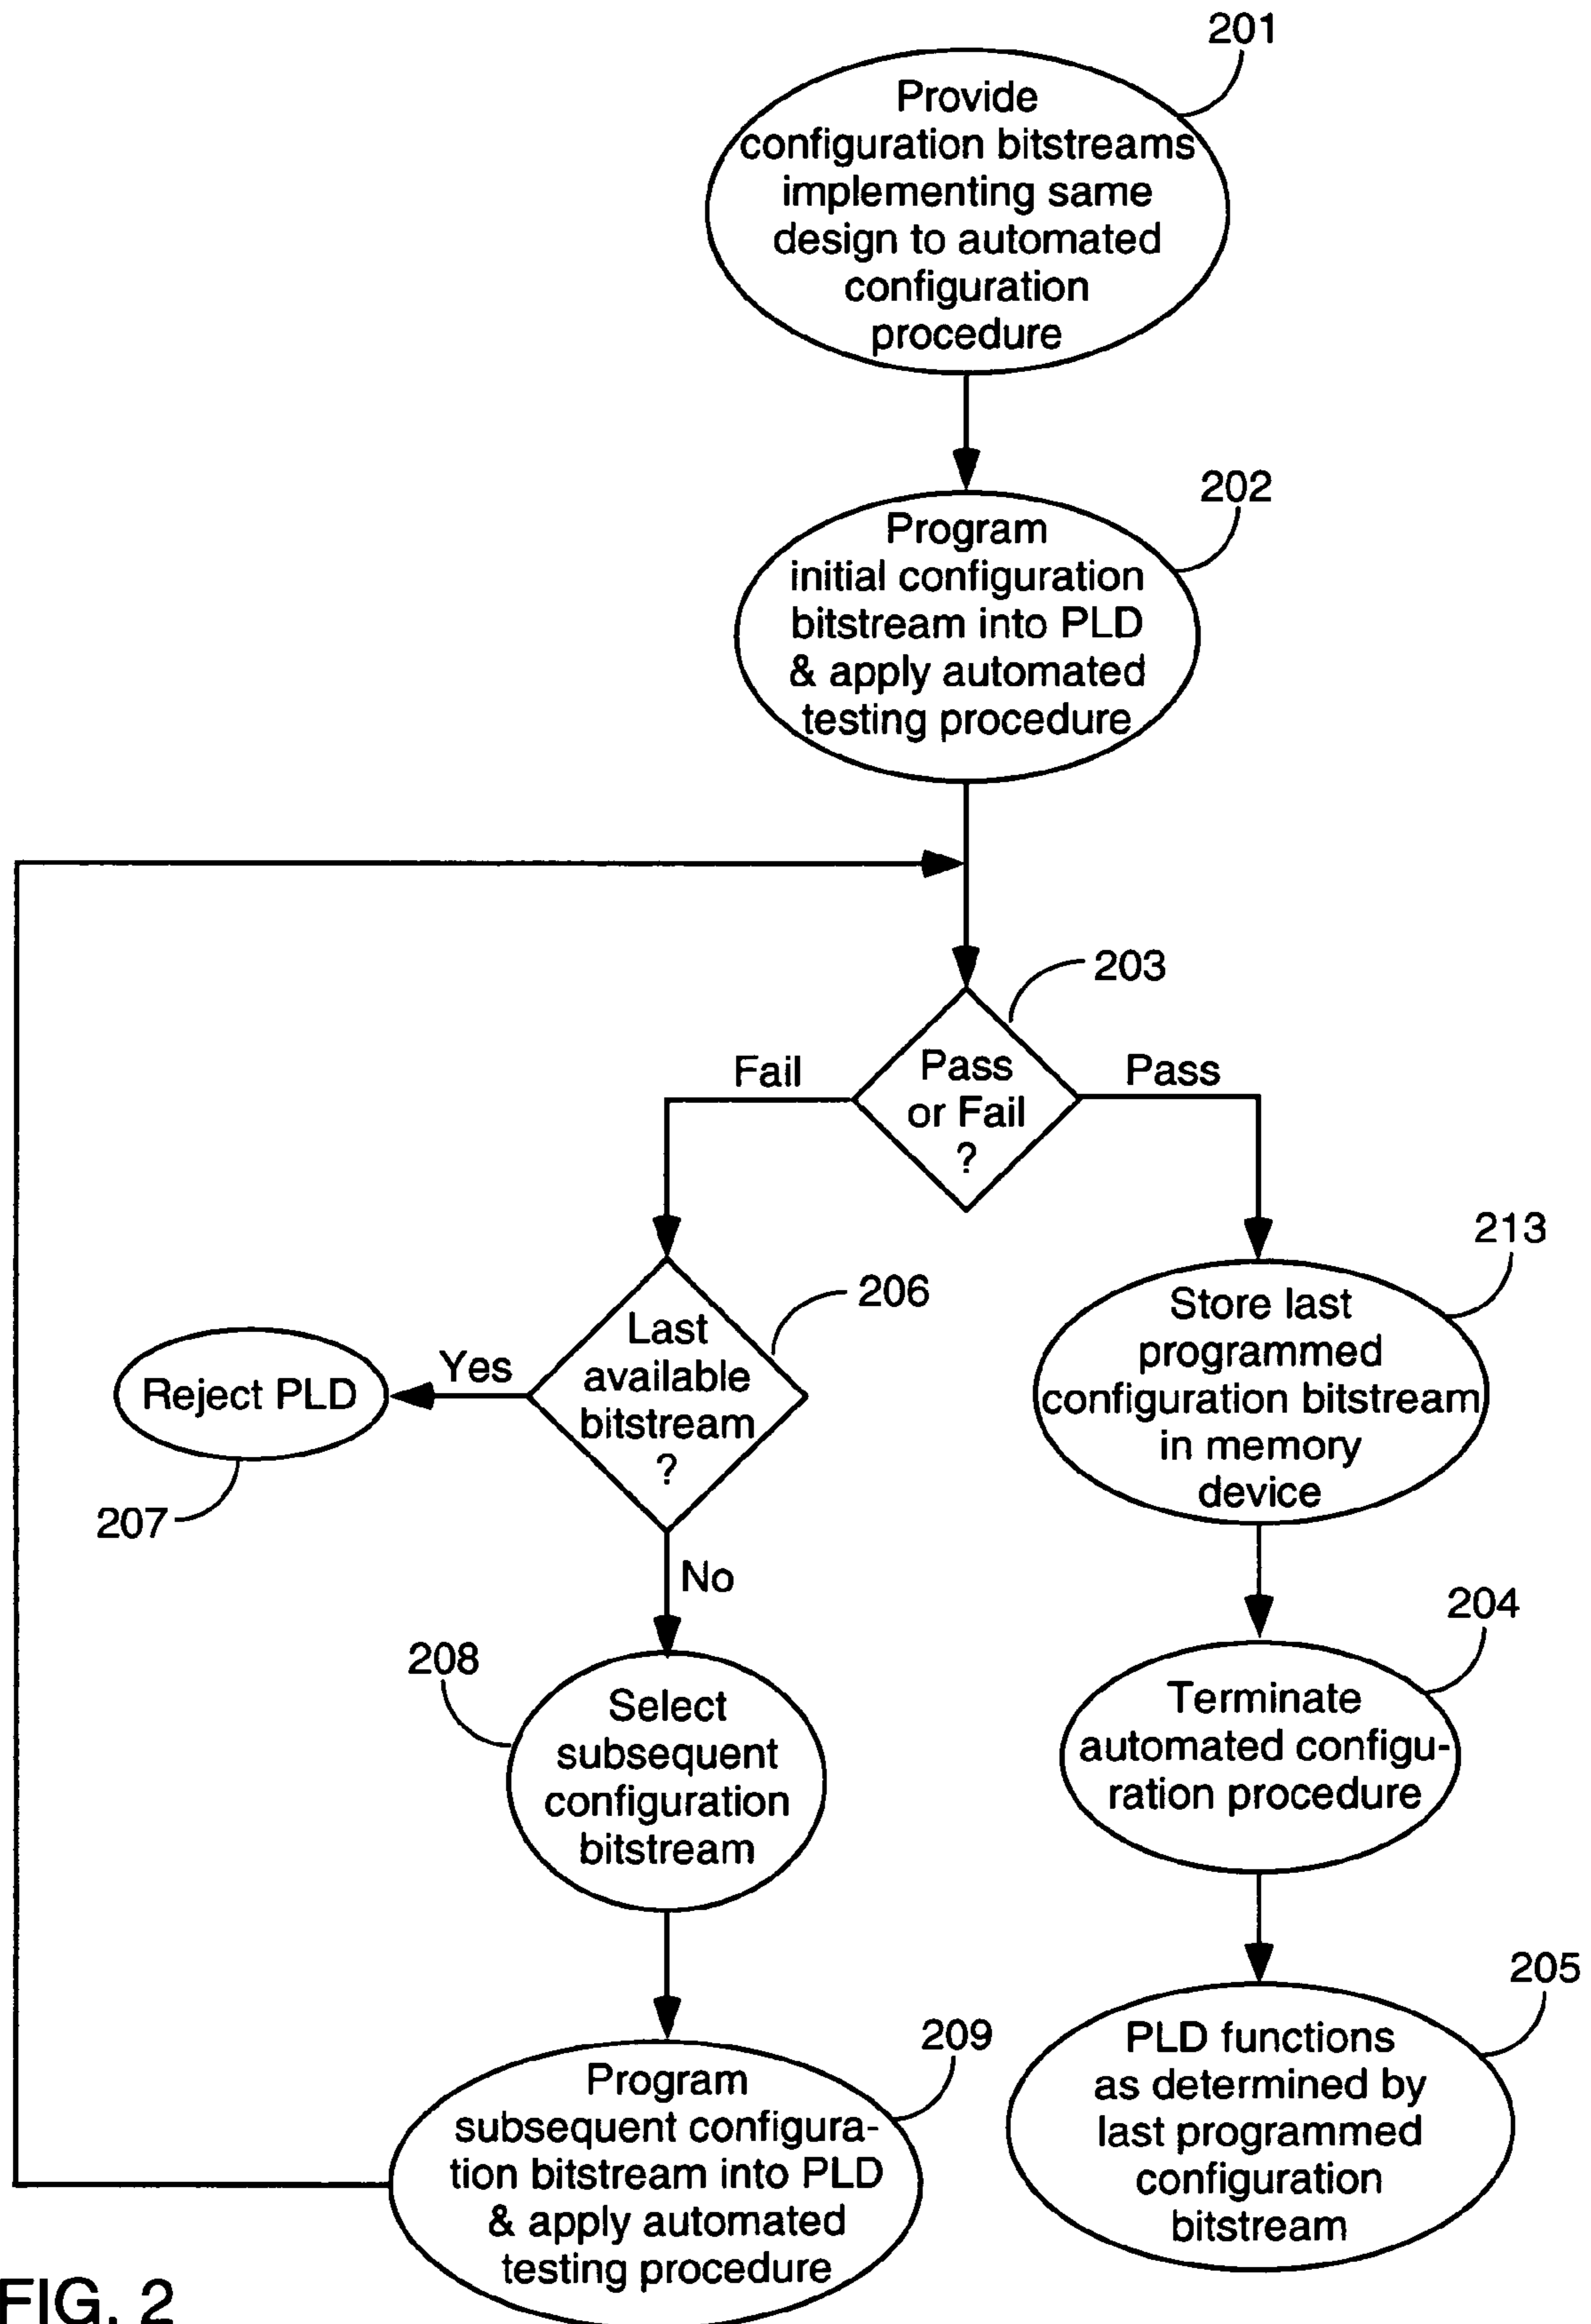 201
Provide
configuration bitstreams
implementing same
design to automated
configuration
procedure
202
Program
initial configuration
bitstream into PLD
& apply automated
testing procedure
203
Pass
or Fail
?
Fail
Pass
206
Last
available
bitstream
?
Yes
Reject PLD
207
No
213
Store last
programmed
configuration bitstream
in memory
device
208
Select
subsequent
configuration
bitstream
204
Terminate
automated configu-
ration procedure
209
Program
subsequent configura-
tion bitstream into PLD
& apply automated
testing procedure
205
PLD functions
as determined by
last programmed
configuration
bitstream
FIG. 2